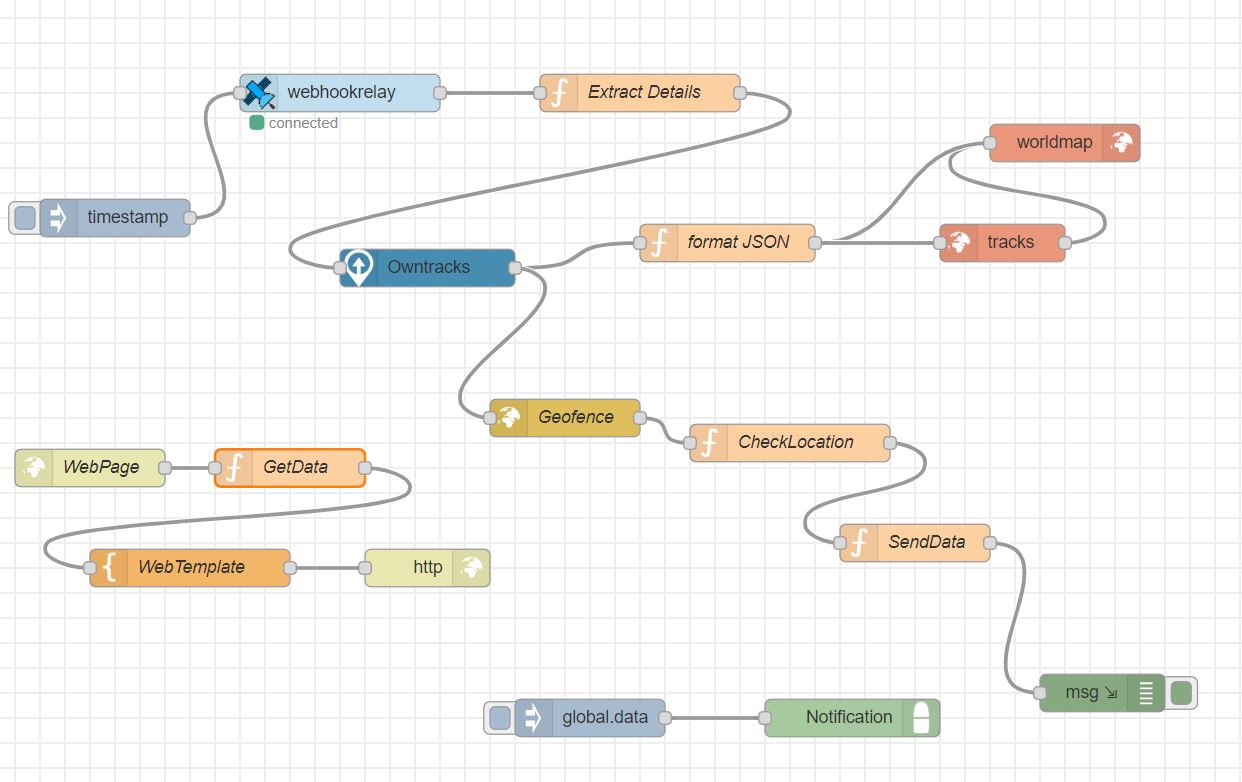 webhookrelay
Extract Details
connected
workdmap
timestamp
format JSON
tracks
Owntracks
Geofence
CheckLocation
WebPage
GetData
SendData
WebTemplate
http
msg
global.data
Notification